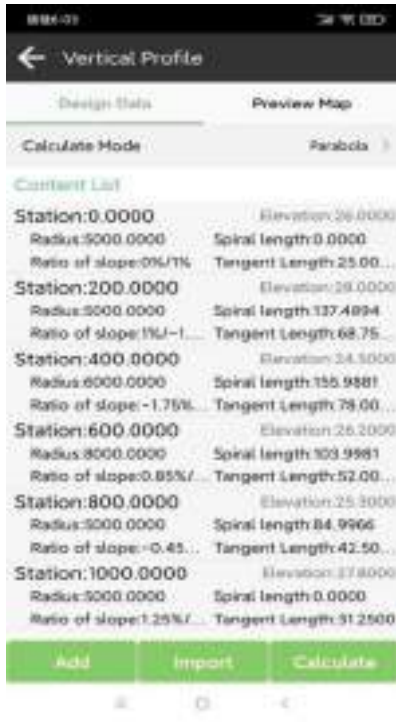 Vertical Profile
Design Data Preview Map
Calculate Mode Parabola
Content List
Station:0.0000 Elevation:26.0000
Radius:5000.0000 Spiral length:0.0000
Ratio of slope:0%/1% Tangent Length:25.00...
Station:200.0000 Elevation:28.0000
Radius:5000.0000 Spiral length:137.4894
Ratio of slope:1%/-1.... Tangent Length:68.75...
Station:400.0000 Elevation:24.5000
Radius:6000.0000 Spiral length:155.9881
Ratio of slope:-1.75%... Tangent Length:78.00...
Station:600.0000 Elevation:26.2000
Radius:8000.0000 Spiral length:103.9981
Ratio of slope:0.85%/... Tangent Length:52.00...
Station:800.0000 Elevation:25.3000
Radius:5000.0000 Spiral length:84.9966
Ratio of slope:-0.45... Tangent Length:42.50...
Station:1000.0000 Elevation:27.8000
Radius:5000.0000 Spiral length:0.0000
Ratio of slope:1.25%/... Tangent Length:31.2500
Add Import Calculate